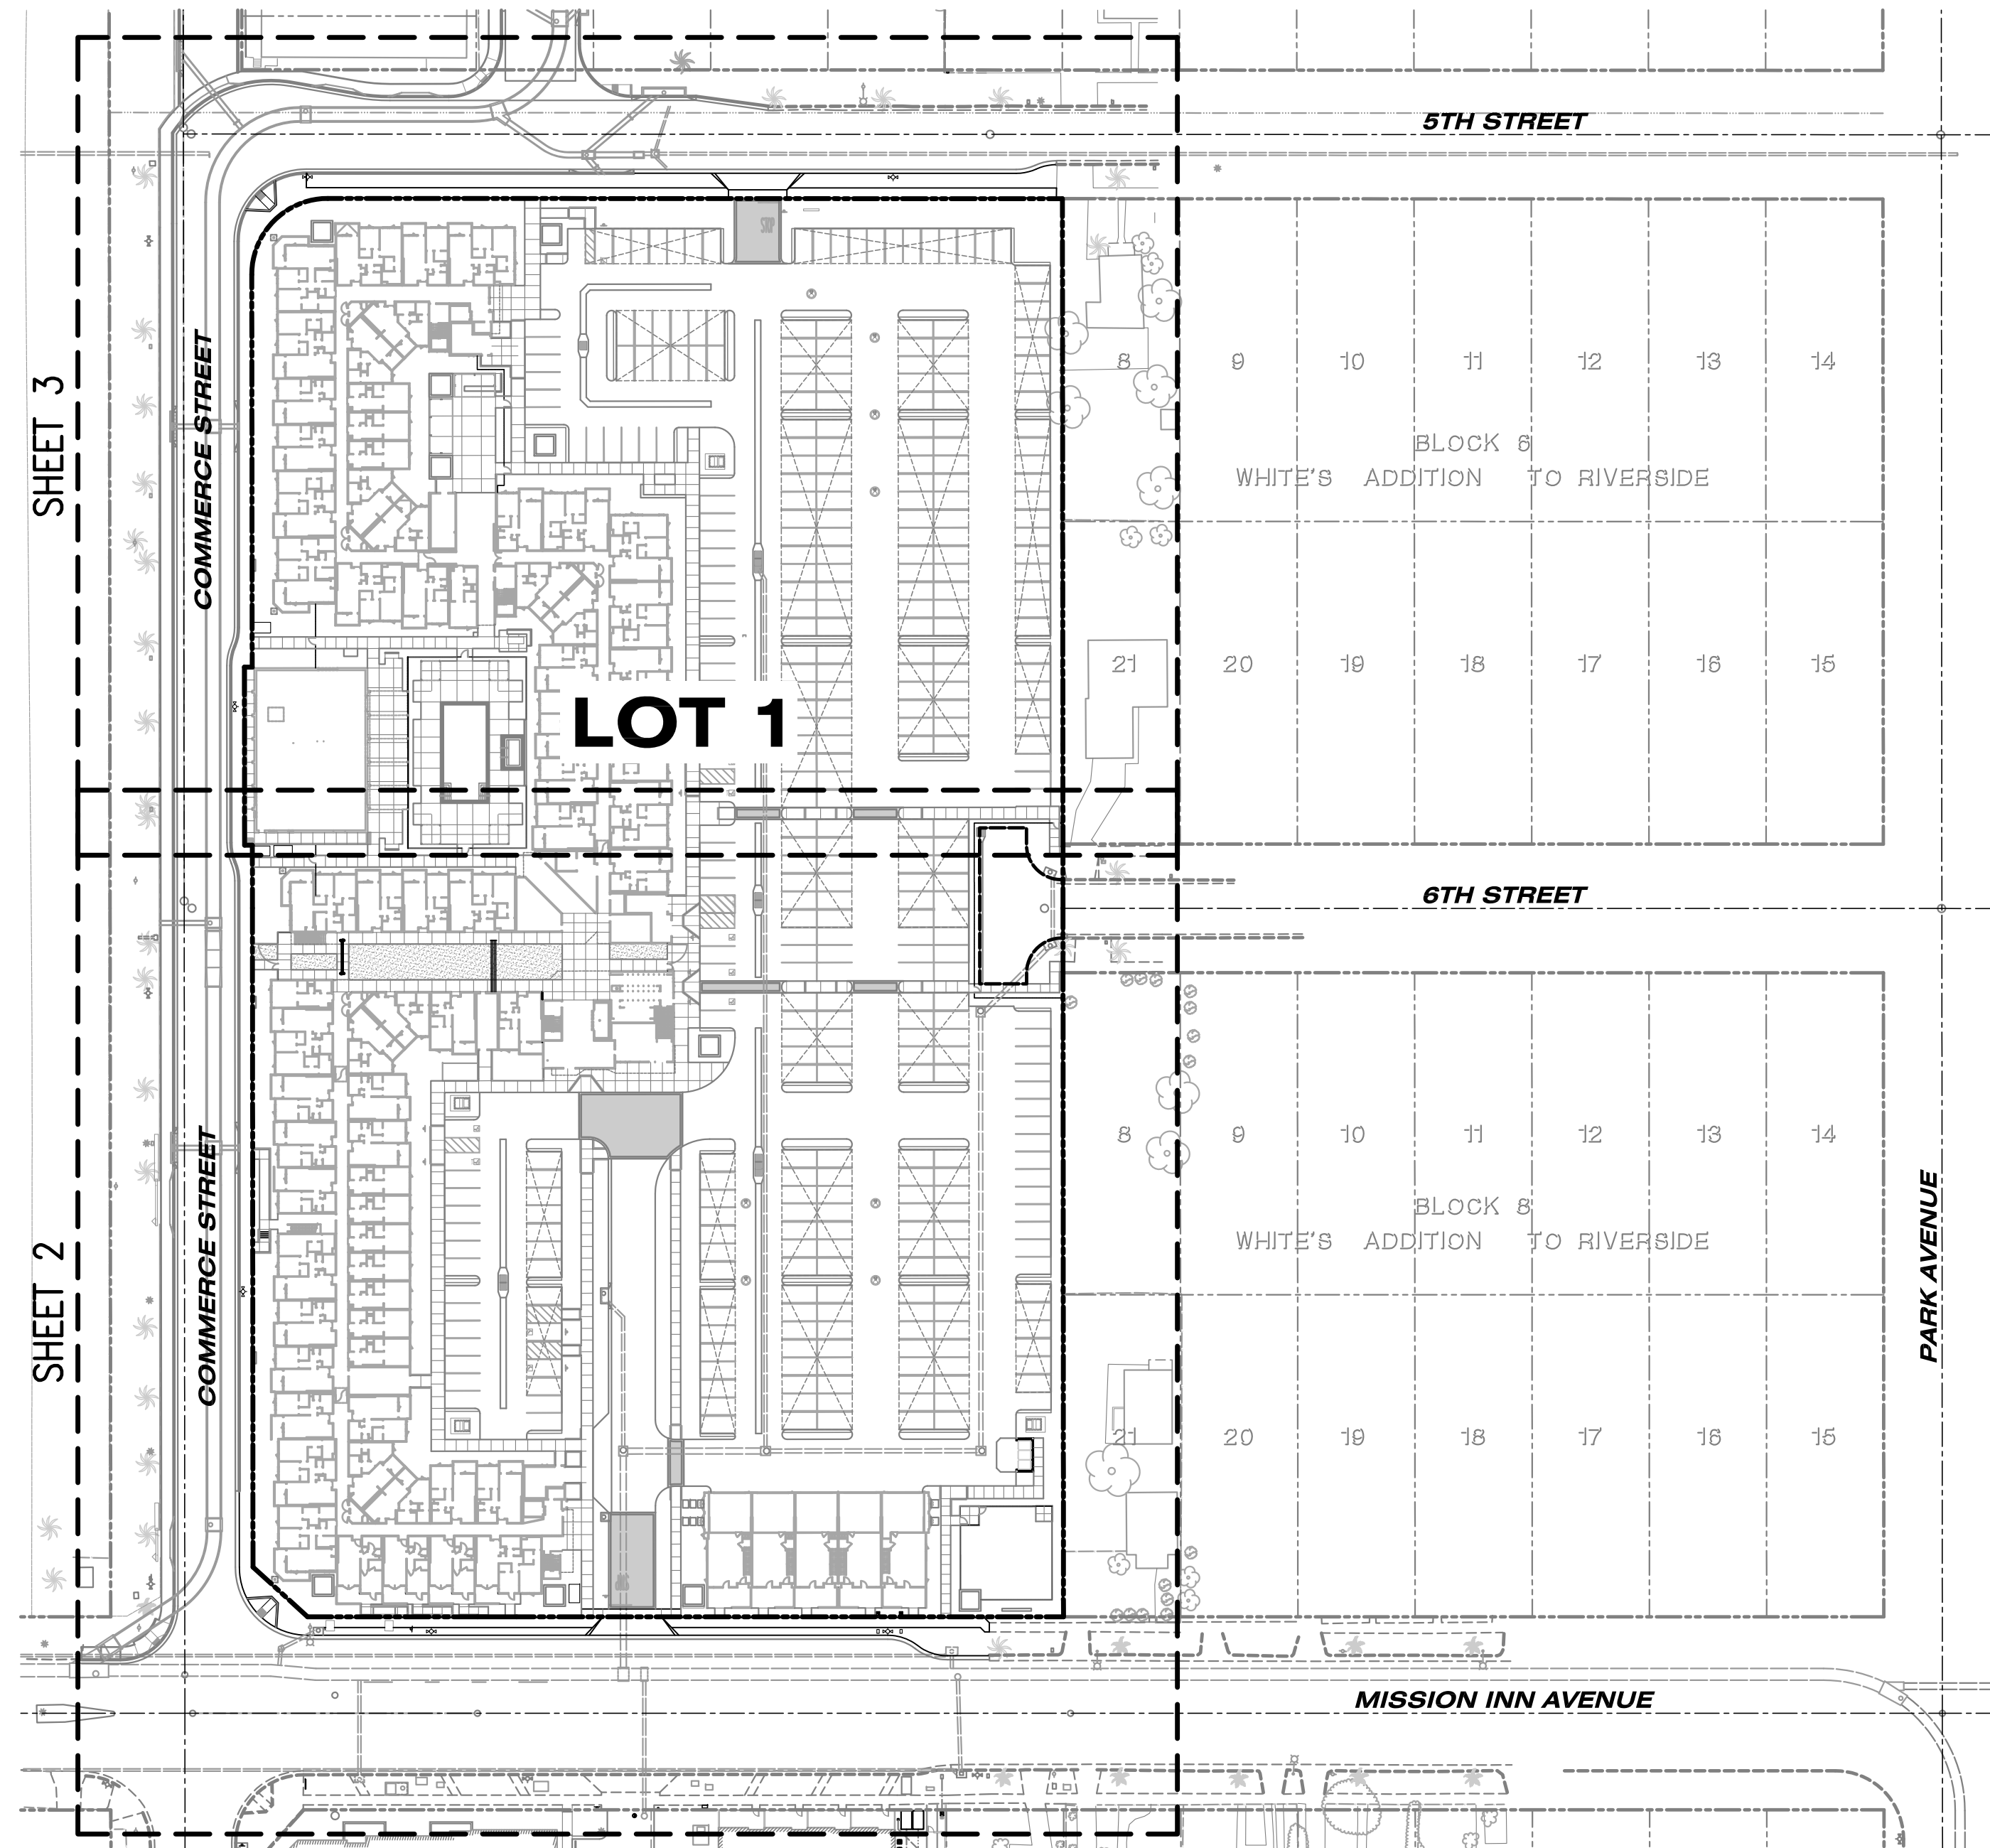 5TH STREET
SHEET 3
COMMERCE STREET
8 9 10 11 12 13 14
BLOCK 6
WHITE'S ADDITION TO RIVERSIDE
21 20 19 18 17 16 15
LOT 1
6TH STREET
SHEET 2
COMMERCE STREET
8 9 10 11 12 13 14
BLOCK 8
WHITE'S ADDITION TO RIVERSIDE
PARK AVENUE
21 20 19 18 17 16 15
MISSION INN AVENUE